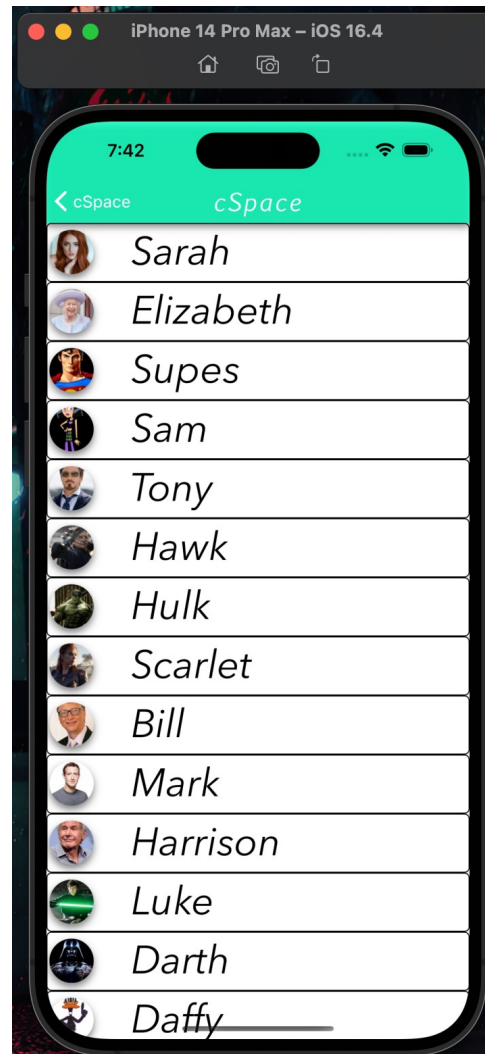 iPhone 14 Pro Max – iOS 16.4
7:42
cSpace cSpace
Sarah
Elizabeth
Supes
Sam
Tony
Hawk
Hulk
Scarlet
Bill
Mark
Harrison
Luke
Darth
Daffy